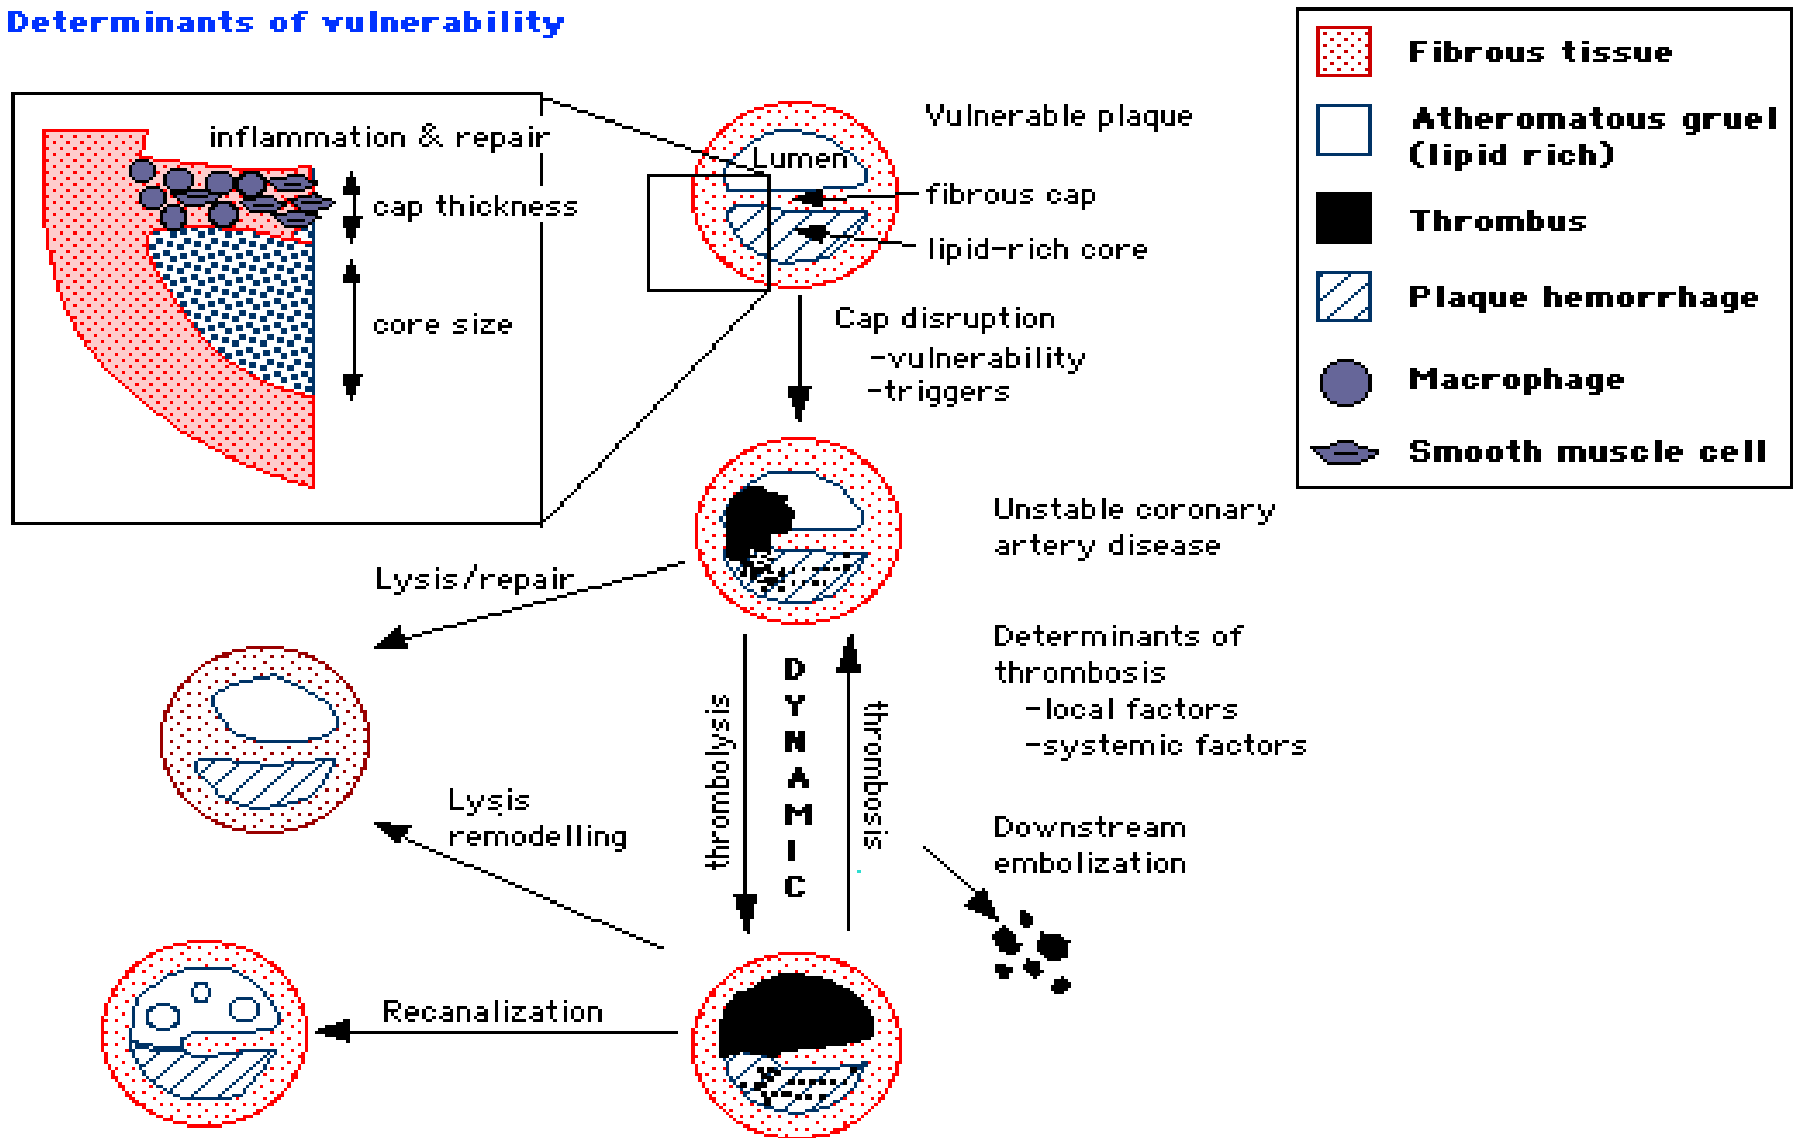 Determinants of vulnerability
inflammation & repair
cap thickness
core size
Vulnerable plaque
Lumen
fibrous cap
lipid-rich core
Cap disruption
-vulnerability
-triggers
Unstable coronary
artery disease
Lysis/repair
Determinants of
thrombosis
-local factors
-systemic factors
thrombolysis
DYNAMIC
thrombosis
Lysis
remodelling
Downstream
embolization
Recanalization
Fibrous tissue
Atheromatous gruel
(lipid rich)
Thrombus
Plaque hemorrhage
Macrophage
Smooth muscle cell